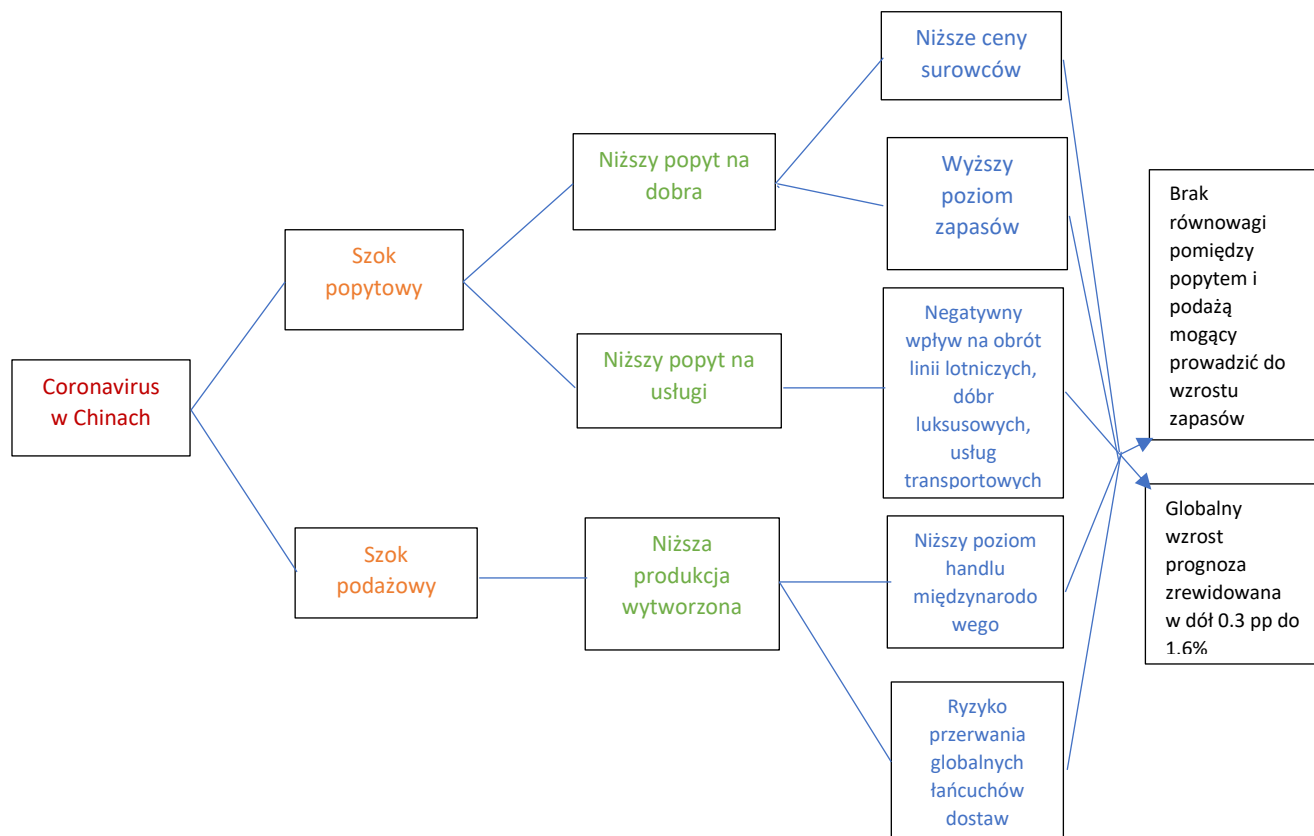 Coronavirus
w Chinach
Szok
popytowy
Szok
podażowy
Niższy popyt na
dobra
Niższy popyt na
usługi
Niższa
produkcja
wytworzona
Niższe ceny
surowców
Wyższy
poziom
zapasów
Negatywny
wpływ na obrót
linii lotniczych,
dóbr
luksusowych,
usług
transportowych
Niższy poziom
handlu
międzynarodo
wego
Ryzyko
przerwania
globalnych
łańcuchów
dostaw
Brak
równowagi
pomiędzy
popytem i
podażą
mogący
prowadzić do
wzrostu
zapasów
Globalny
wzrost
prognoza
zrewidowana
w dół 0.3 pp do
1.6%